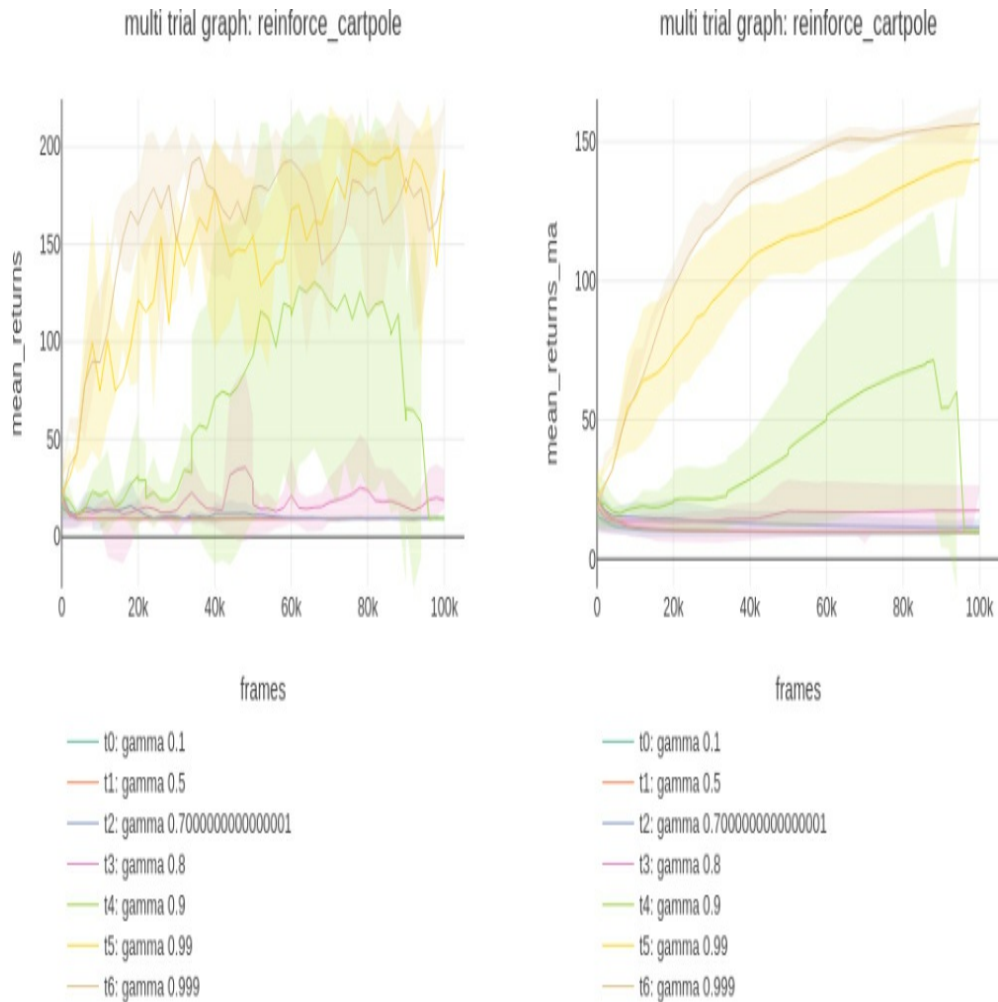 multi trial graph: reinforce_cartpole
mean_returns
200
150
100
50
0
0 20k 40k 60k 80k 100k
frames
t0: gamma 0.1
t1: gamma 0.5
t2: gamma 0.7000000000000001
t3: gamma 0.8
t4: gamma 0.9
t5: gamma 0.99
t6: gamma 0.999
multi trial graph: reinforce_cartpole
mean_returns_ma
150
100
50
0
0 20k 40k 60k 80k 100k
frames
t0: gamma 0.1
t1: gamma 0.5
t2: gamma 0.7000000000000001
t3: gamma 0.8
t4: gamma 0.9
t5: gamma 0.99
t6: gamma 0.999